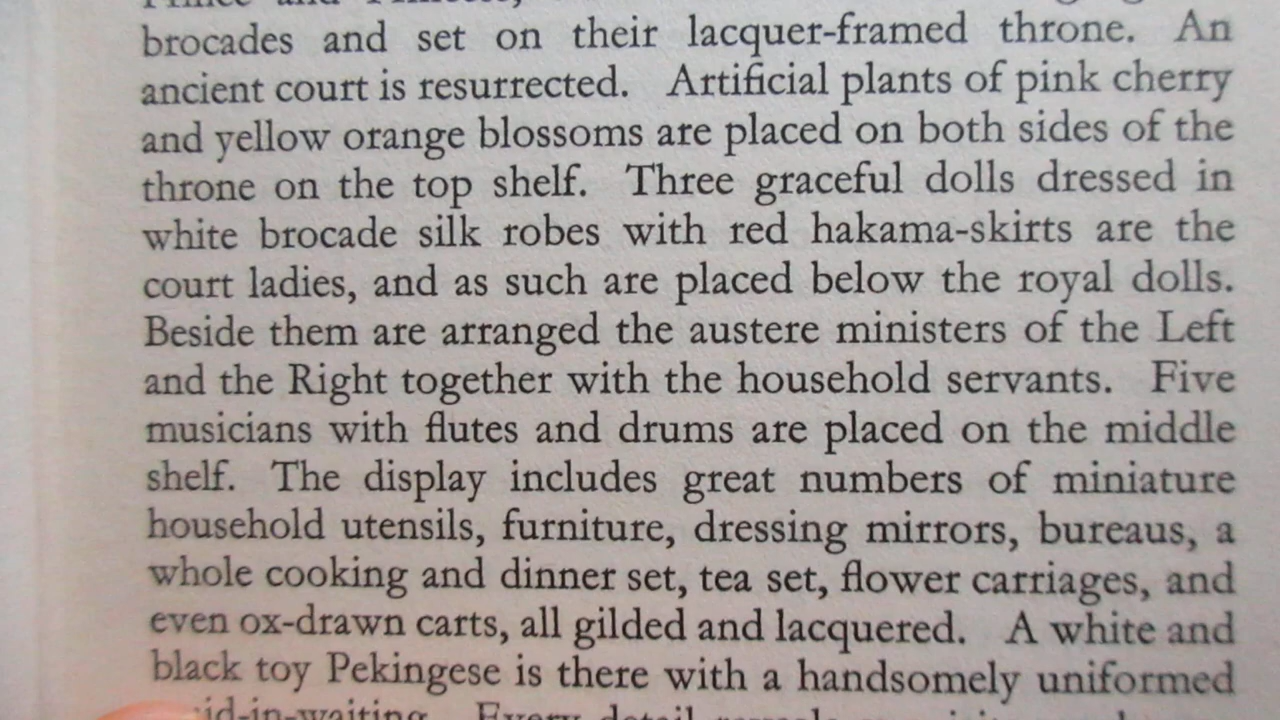 brocades and set on their lacquer-framed throne. An
ancient court is resurrected. Artificial plants of pink cherry
and yellow orange blossoms are placed on both sides of the
throne on the top shelf. Three graceful dolls dressed in
white brocade silk robes with red hakama-skirts are the
court ladies, and as such are placed below the royal dolls.
Beside them are arranged the austere ministers of the Left
and the Right together with the household servants. Five
musicians with flutes and drums are placed on the middle
shelf. The display includes great numbers of miniature
household utensils, furniture, dressing mirrors, bureaus, a
whole cooking and dinner set, tea set, flower carriages, and
even ox-drawn carts, all gilded and lacquered. A white and
black toy Pekingese is there with a handsomely uniformed